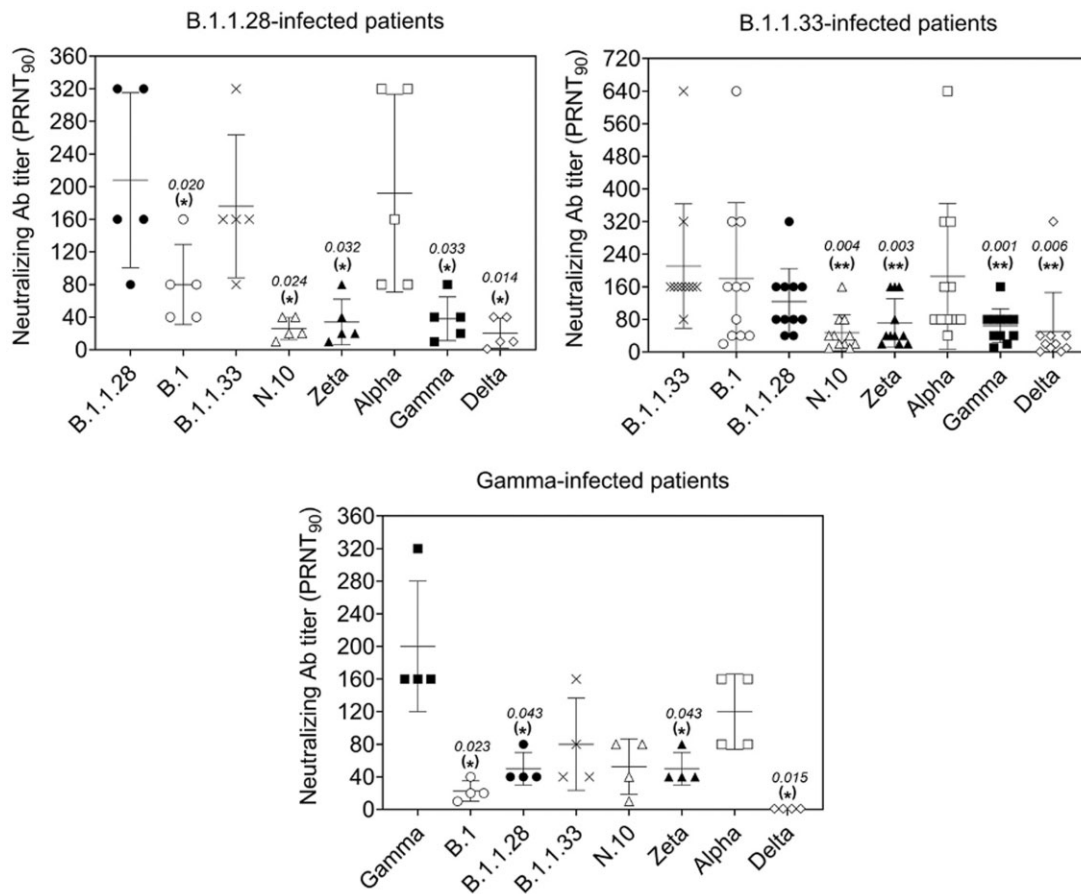 B.1.1.28-infected patients
Neutralizing Ab titer (PRNT90)
360
320
280
240
200
160
120
80
40
0
0.020
(*)
0.024
(*)
0.032
(*)
0.033
(*)
0.014
(*)
B.1.1.28
B.1
B.1.1.33
N.10
Zeta
Alpha
Gamma
Delta
B.1.1.33-infected patients
Neutralizing Ab titer (PRNT90)
720
640
560
480
400
320
240
160
80
0
0.004
(**)
0.003
(**)
0.001
(**)
0.006
(**)
B.1.1.33
B.1
B.1.1.28
N.10
Zeta
Alpha
Gamma
Delta
Gamma-infected patients
Neutralizing Ab titer (PRNT90)
360
320
280
240
200
160
120
80
40
0
0.023
(*)
0.043
(*)
0.043
(*)
0.015
(*)
Gamma
B.1
B.1.1.28
B.1.1.33
N.10
Zeta
Alpha
Delta